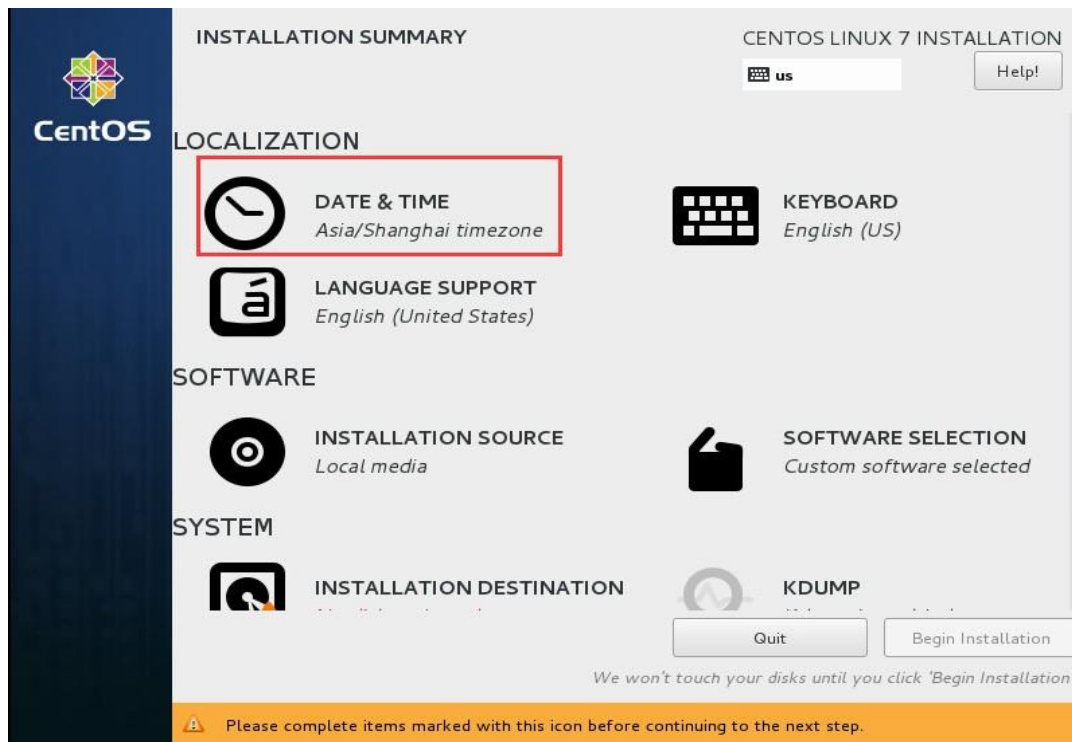 INSTALLATION SUMMARY
CENTOS LINUX 7 INSTALLATION
us
Help!
CentOS
LOCALIZATION
DATE & TIME
Asia/Shanghai timezone
KEYBOARD
English (US)
LANGUAGE SUPPORT
English (United States)
SOFTWARE
INSTALLATION SOURCE
Local media
SOFTWARE SELECTION
Custom software selected
SYSTEM
INSTALLATION DESTINATION
KDUMP
Quit
Begin Installation
We won't touch your disks until you click 'Begin Installation
Please complete items marked with this icon before continuing to the next step.